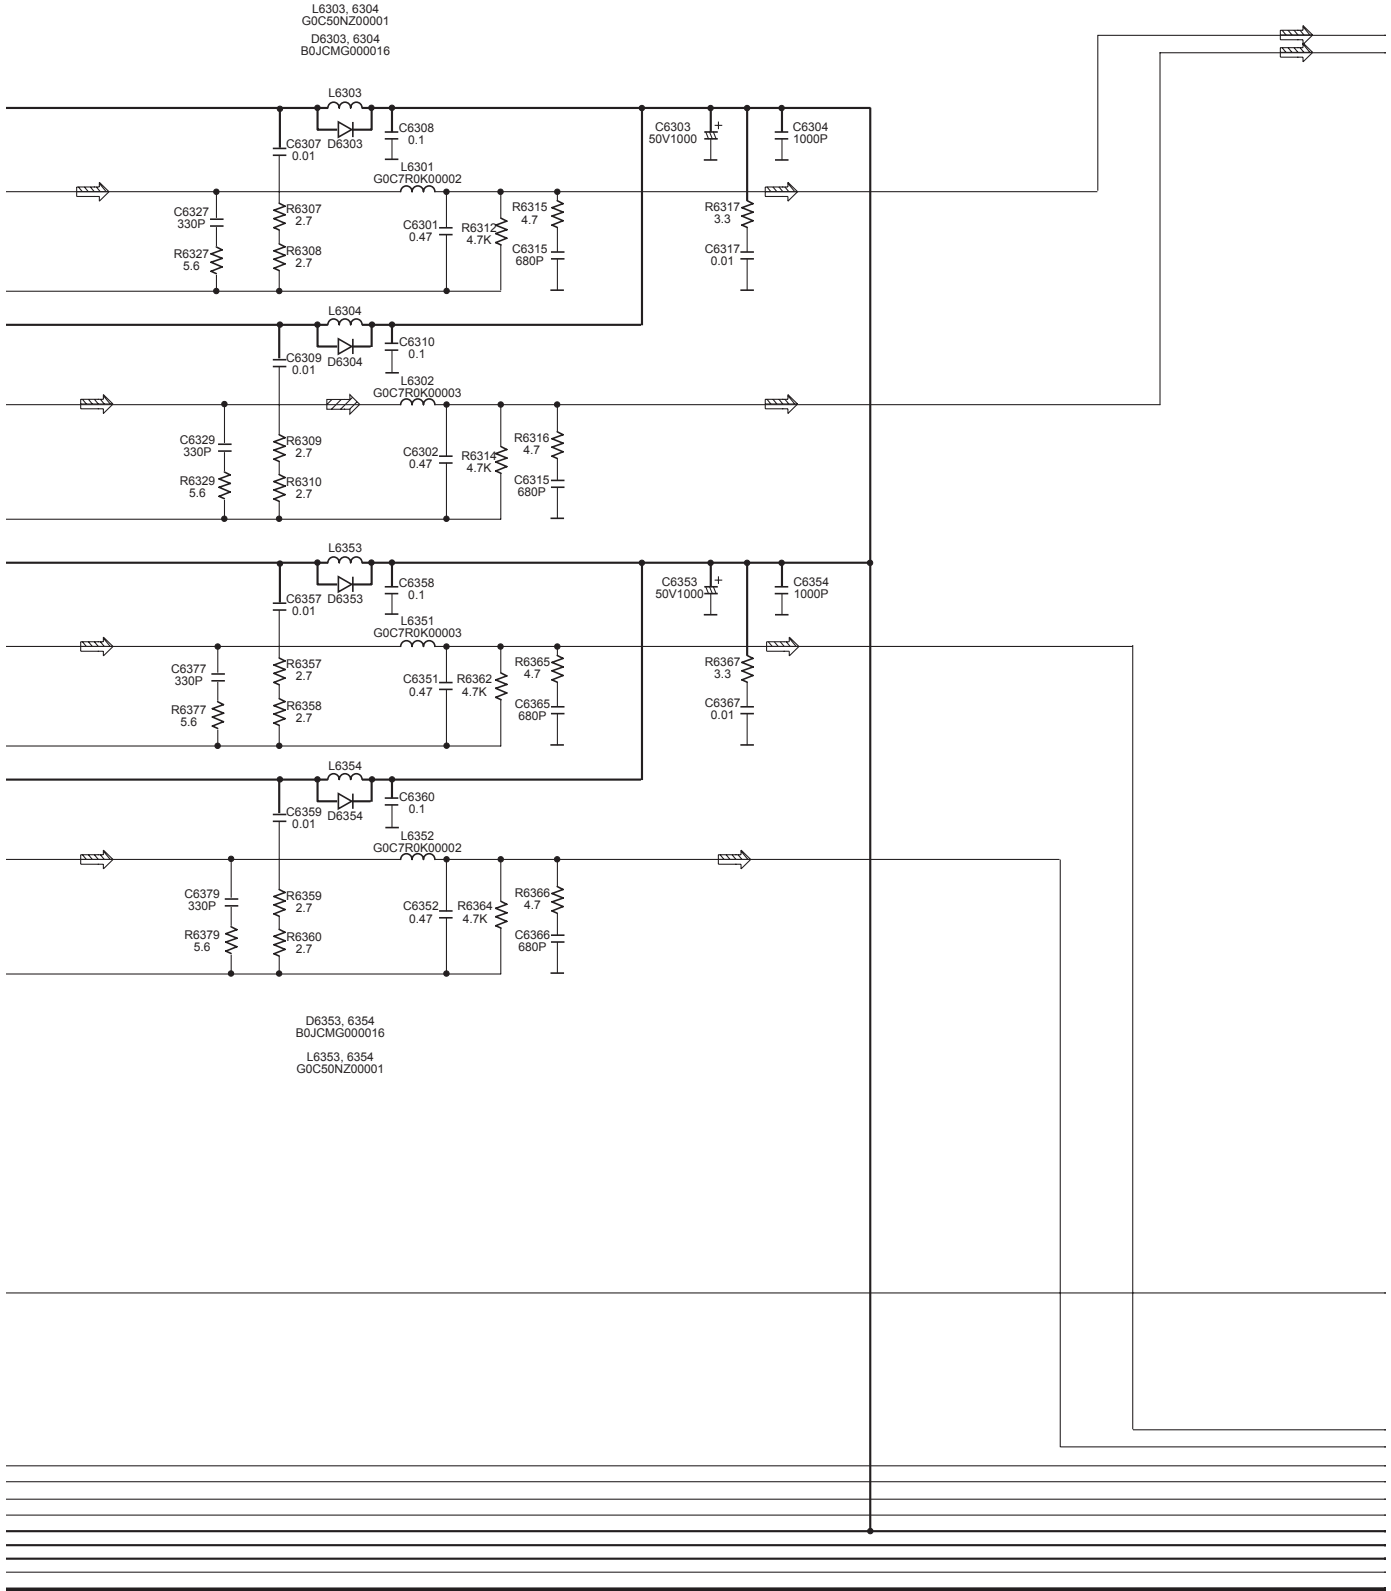 L6303, 6304
G0C50NZ00001
D6303, 6304
B0JCMG000016
L6303
D6303
C6308
0.1
C6307
0.01
C6303
50V1000
+
C6304
1000P
L6301
G0C7R0K00002
C6327
330P
R6327
5.6
R6307
2.7
R6308
2.7
C6301
0.47
R6312
4.7K
R6315
4.7
C6315
680P
R6317
3.3
C6317
0.01
L6304
D6304
C6310
0.1
C6309
0.01
L6302
G0C7R0K00003
C6329
330P
R6329
5.6
R6309
2.7
R6310
2.7
C6302
0.47
R6314
4.7K
R6316
4.7
C6315
680P
L6353
D6353
C6358
0.1
C6357
0.01
C6353
50V1000
+
C6354
1000P
L6351
G0C7R0K00003
C6377
330P
R6377
5.6
R6357
2.7
R6358
2.7
C6351
0.47
R6362
4.7K
R6365
4.7
C6365
680P
R6367
3.3
C6367
0.01
L6354
D6354
C6360
0.1
C6359
0.01
L6352
G0C7R0K00002
C6379
330P
R6379
5.6
R6359
2.7
R6360
2.7
C6352
0.47
R6364
4.7K
R6366
4.7
C6366
680P
D6353, 6354
B0JCMG000016
L6353, 6354
G0C50NZ00001